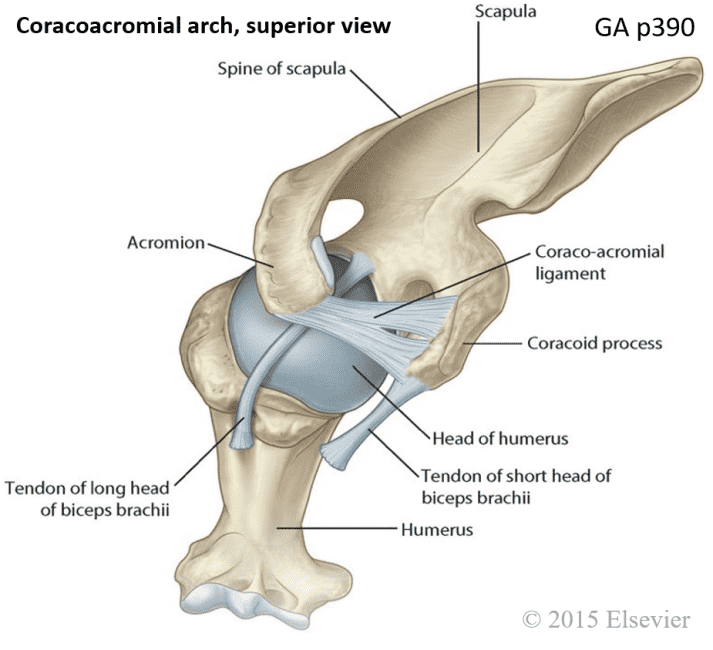 Coracoacromial arch, superior view
Scapula
GA p390
Spine of scapula
Acromion
Coraco-acromial
ligament
Coracoid process
Head of humerus
Tendon of short head of
biceps brachii
Tendon of long head
of biceps brachii
Humerus
© 2015 Elsevier